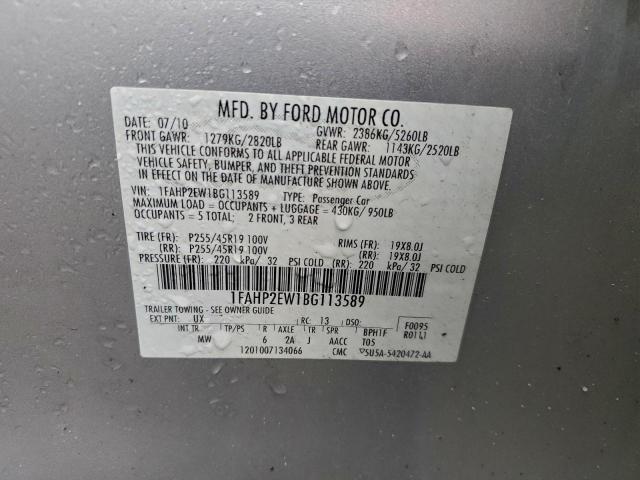 MFD. BY FORD MOTOR CO.
DATE: 07/10 GVWR: 2386KG/5260LB
FRONT GAWR: 1279KG/2820LB REAR GAWR: 1143KG/2520LB
THIS VEHICLE CONFORMS TO ALL APPLICABLE FEDERAL MOTOR
VEHICLE SAFETY, BUMPER, AND THEFT PREVENTION STANDARDS
IN EFFECT ON THE DATE OF MANUFACTURE SHOWN ABOVE.
VIN: 1FAHP2EW1BG113589 TYPE: Passenger Car
MAXIMUM LOAD = OCCUPANTS + LUGGAGE = 430KG/ 950LB
OCCUPANTS = 5 TOTAL; 2 FRONT, 3 REAR
TIRE (FR): P255/45R19 100V RIMS (FR): 19X8.0J
(RR): P255/45R19 100V (RR): 19X8.0J
PRESSURE (FR): 220 kPa/ 32 PSI COLD (RR): 220 kPa/ 32 PSI COLD
1FAHP2EW1BG113589
TRAILER TOWING - SEE OWNER GUIDE
EXT PNT: UX RC: 13 DSO: F0095
INT TR TP/PS R AXLE TR SPR BPH1F R0111
MW 6 2A J AACC T05
1201007134066 CMC 5U5A-5420472-AA